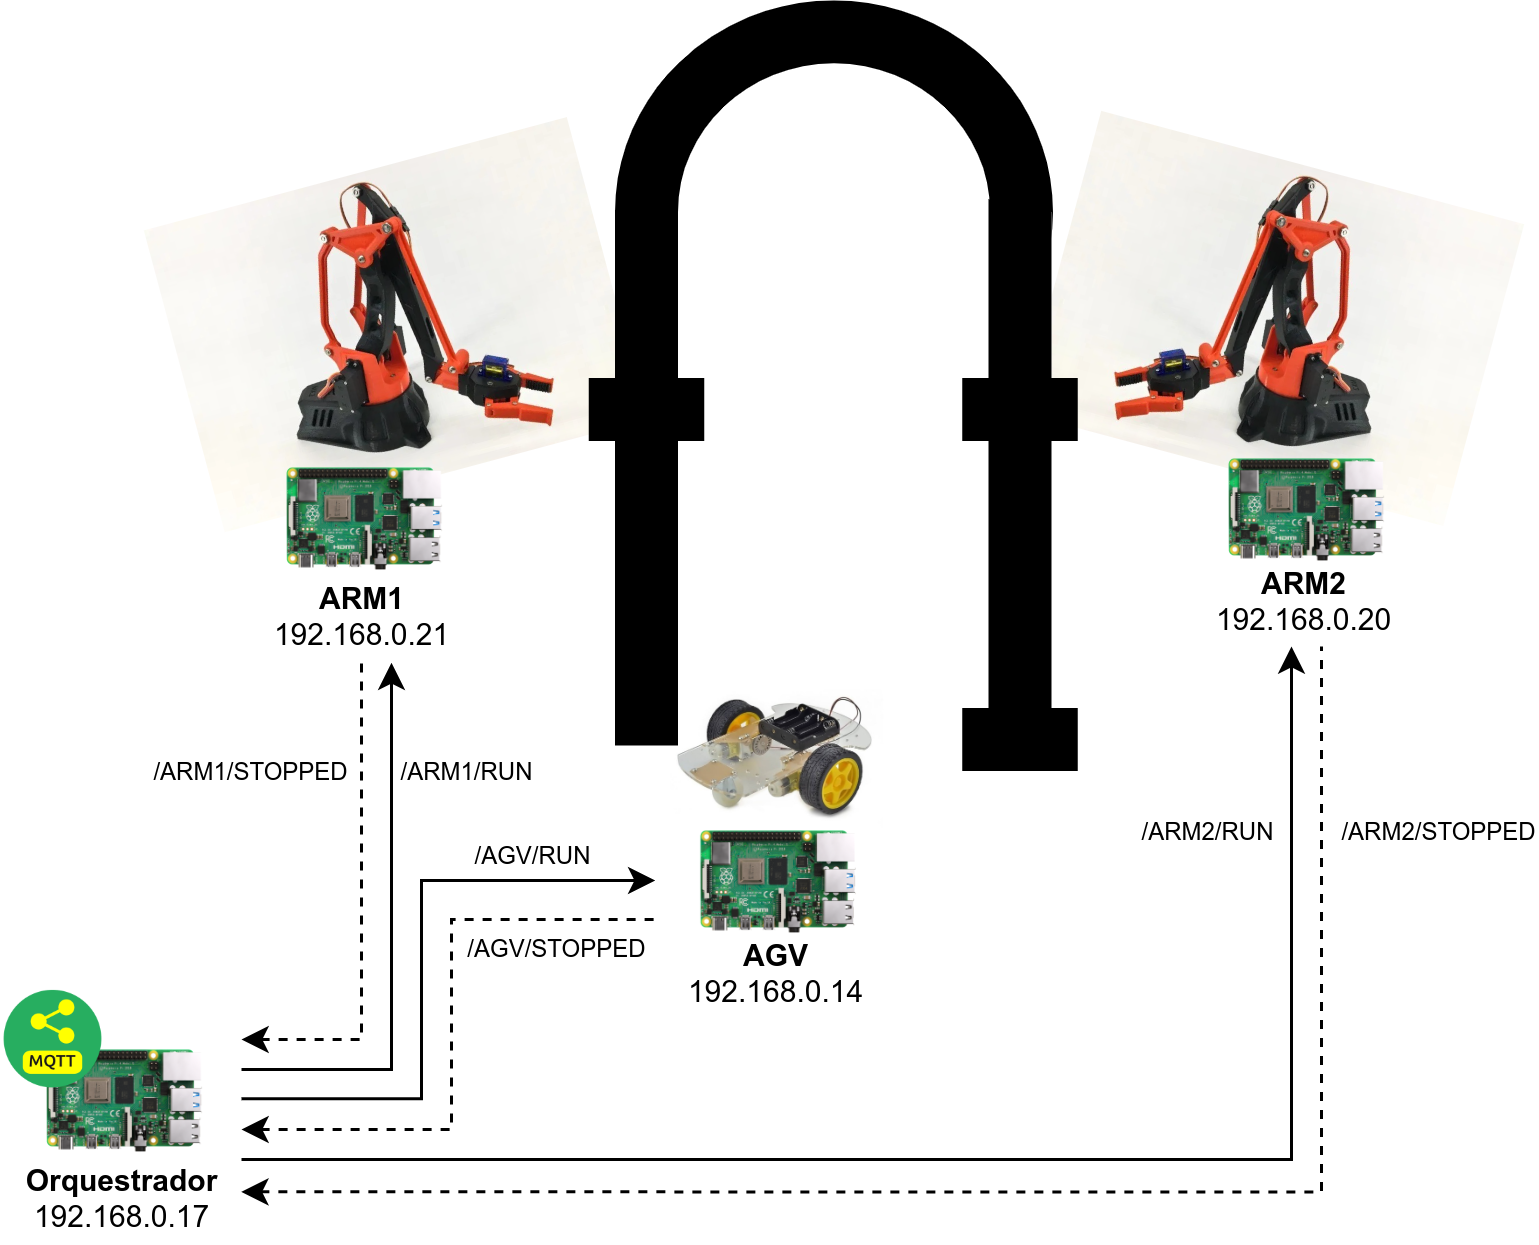 ARM1
192.168.0.21
ARM2
192.168.0.20
/ARM1/STOPPED
/ARM1/RUN
/ARM2/RUN
/ARM2/STOPPED
/AGV/RUN
/AGV/STOPPED
AGV
192.168.0.14
MQTT
Orquestrador
192.168.0.17